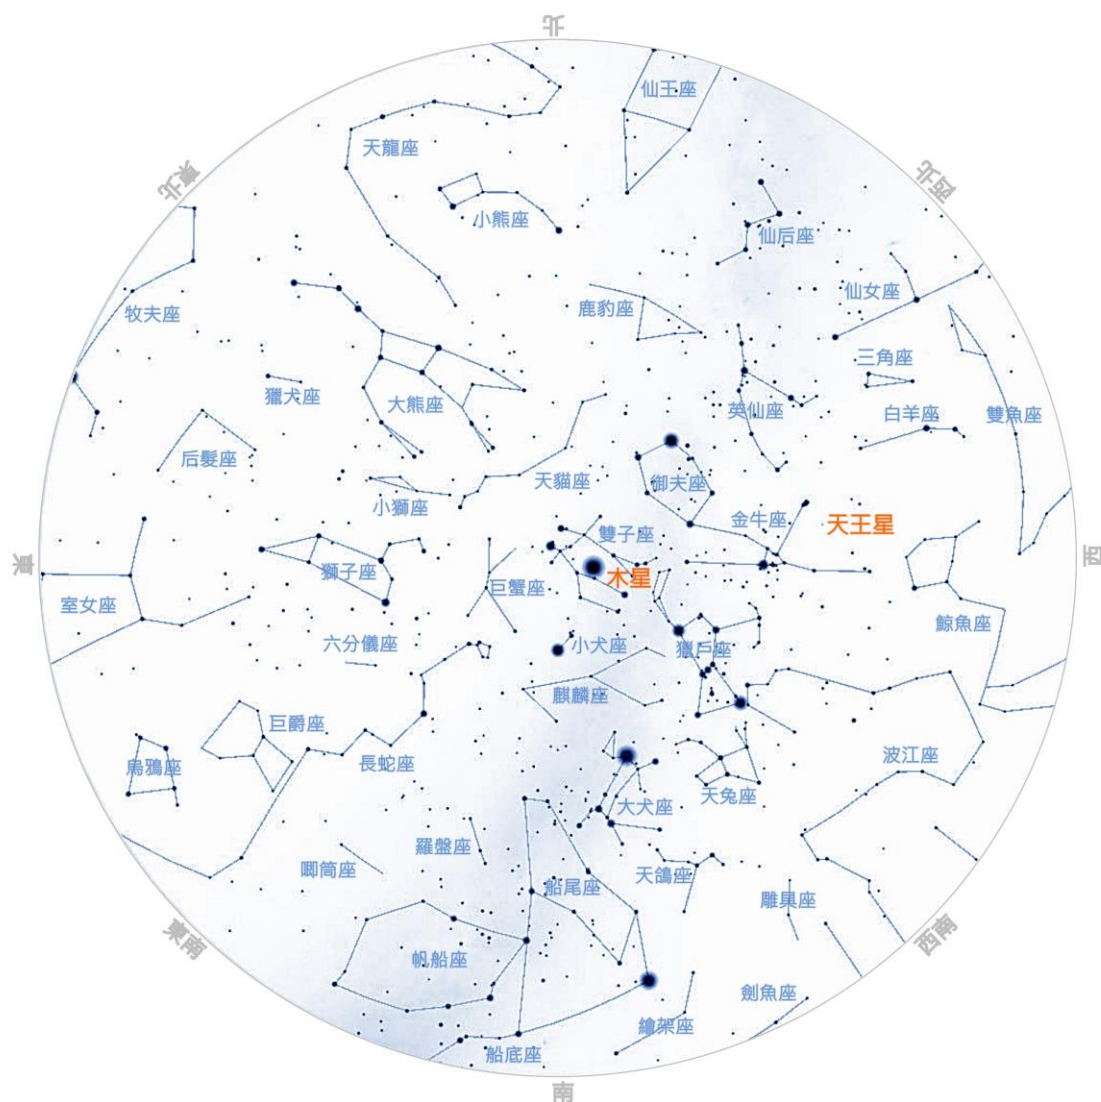 北
仙王座
天龍座
東北
西北
小熊座
仙后座
仙女座
鹿豹座
牧夫座
三角座
獵犬座
大熊座
英仙座
白羊座
雙魚座
后髮座
天貓座
御夫座
小獅座
金牛座
天王星
雙子座
東
西
獅子座
木星
巨蟹座
室女座
鯨魚座
六分儀座
小犬座
獵戶座
麒麟座
巨爵座
烏鴉座
長蛇座
波江座
天兔座
大犬座
羅盤座
唧筒座
船尾座
天鴿座
雕具座
東南
西南
帆船座
劍魚座
繪架座
船底座
南